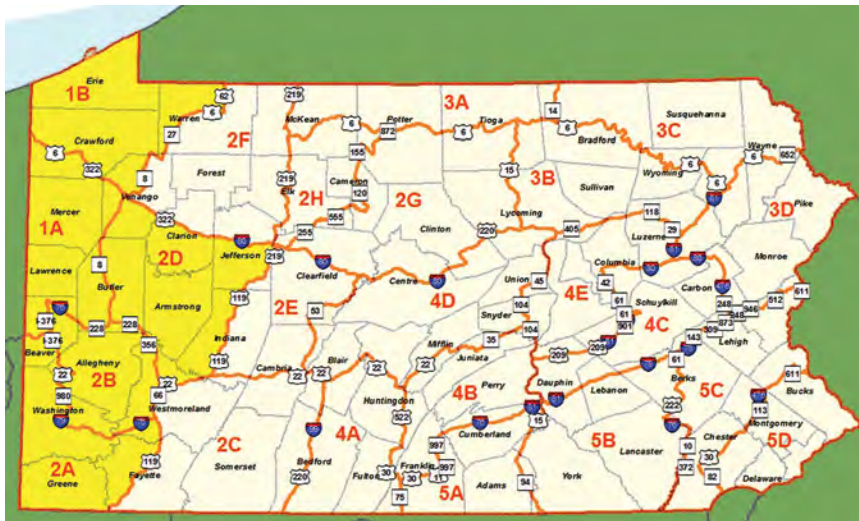 Erie
1B
62
219
Warren
6
McKean
6
Potter
872
3A
Tioga
6
14
6
Bradford
Susquehanna
3C
Wayne
652
Crawford
6
322
27
2F
Forest
155
15
3B
Sullivan
Wyoming
6
6
6
Mercer
8
Venango
219
Elk
2H
Cameron
120
2G
Lycoming
118
29
Luzerne
3D
Pike
1A
322
Clarion
80
255
555
Clinton
220
405
81
Monroe
Lawrence
8
2D
Jefferson
219
Clearfield
80
Centre
80
4D
Union
45
4E
Columbia
42
80
Carbon
611
Butler
Armstrong
119
2E
53
Snyder
104
61
61
901
Schuylkill
4C
248
946
512
I-376
228
228
Indiana
Mifflin
35
104
209
209
143
309
873
248
Lehigh
I-376
Beaver
Allegheny
356
119
Cambria
22
Blair
22
22
22
Juniata
61
Berks
22
2B
22
66
Huntingdon
4B
Perry
Dauphin
Lebanon
5C
611
Bucks
980
Washington
Westmoreland
522
81
222
113
Montgomery
79
2C
99
4A
Cumberland
15
5B
Lancaster
10
Chester
5D
2A
Greene
119
Fayette
Somerset
Bedford
220
Fulton
30
Franklin
30
997
997
5A
Adams
York
372
30
82
Delaware
75
94